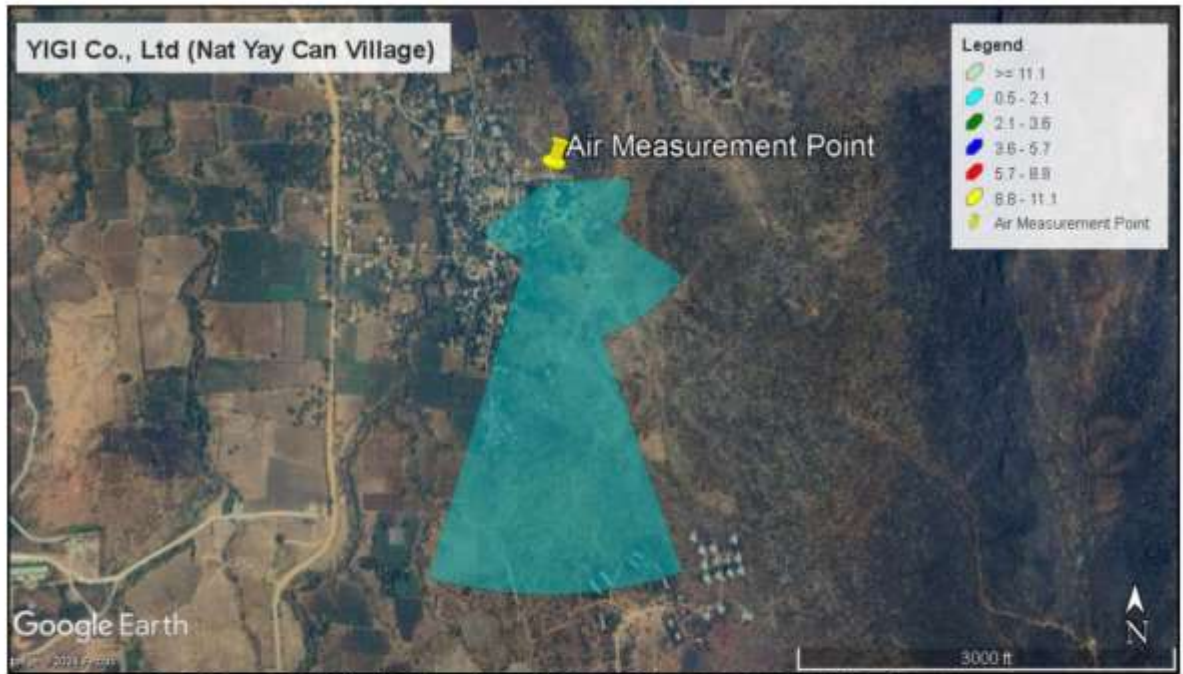 YIGI Co., Ltd (Nat Yay Can Village)
Legend
>= 11.1
0.5 - 2.1
2.1 - 3.6
3.6 - 5.7
5.7 - 8.8
8.8 - 11.1
Air Measurement Point
Air Measurement Point
Google Earth
N
3000 ft